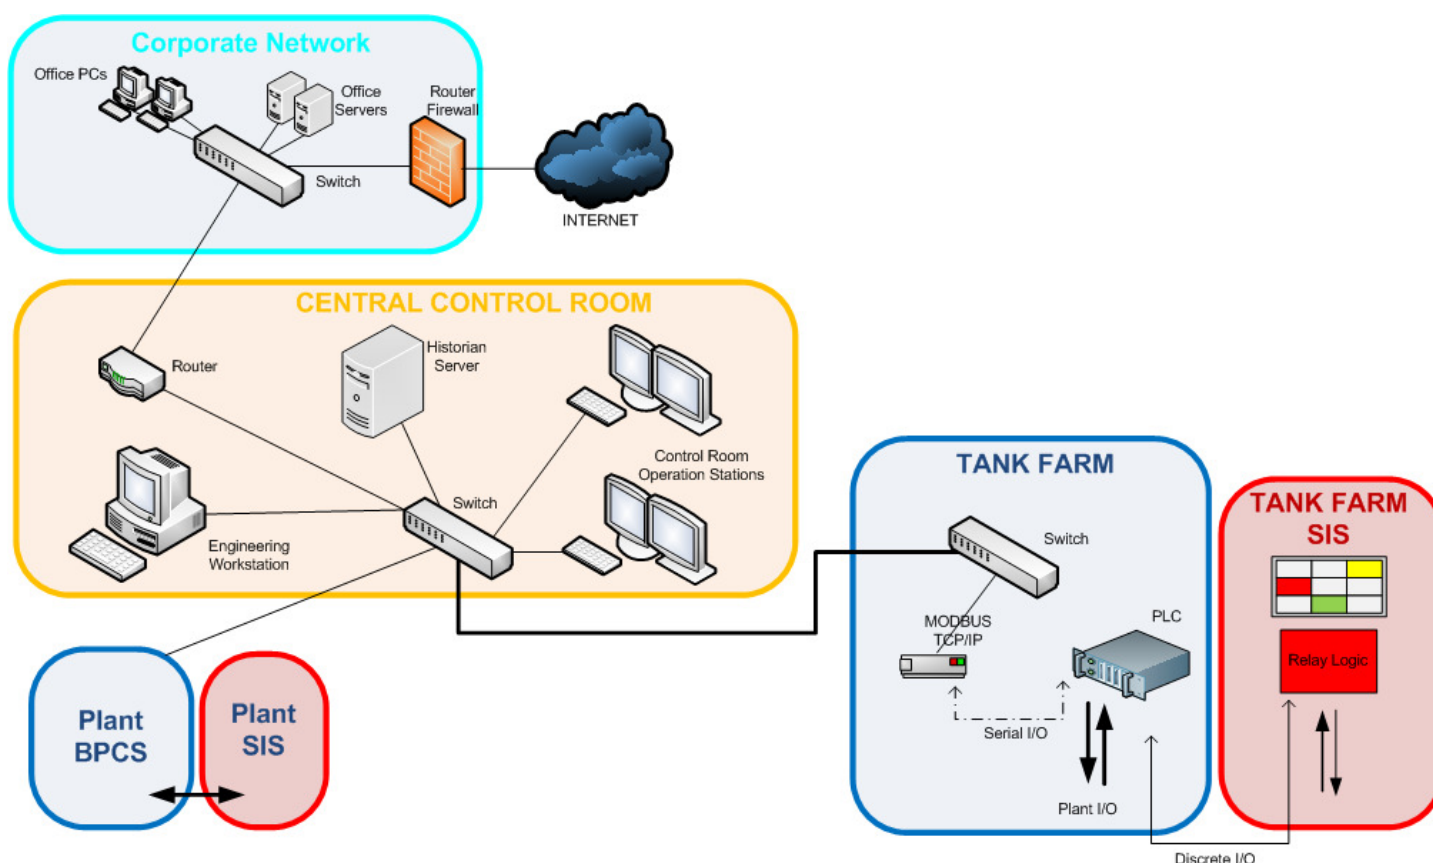 Corporate Network
Office PCs
Office
Servers
Router
Firewall
Switch
INTERNET
CENTRAL CONTROL ROOM
Router
Historian
Server
Control Room
Operation Stations
Switch
Engineering
Workstation
Plant
BPCS
Plant
SIS
TANK FARM
Switch
MODBUS
TCP/IP
PLC
Serial I/O
Plant I/O
TANK FARM
SIS
Relay Logic
Discrete I/O